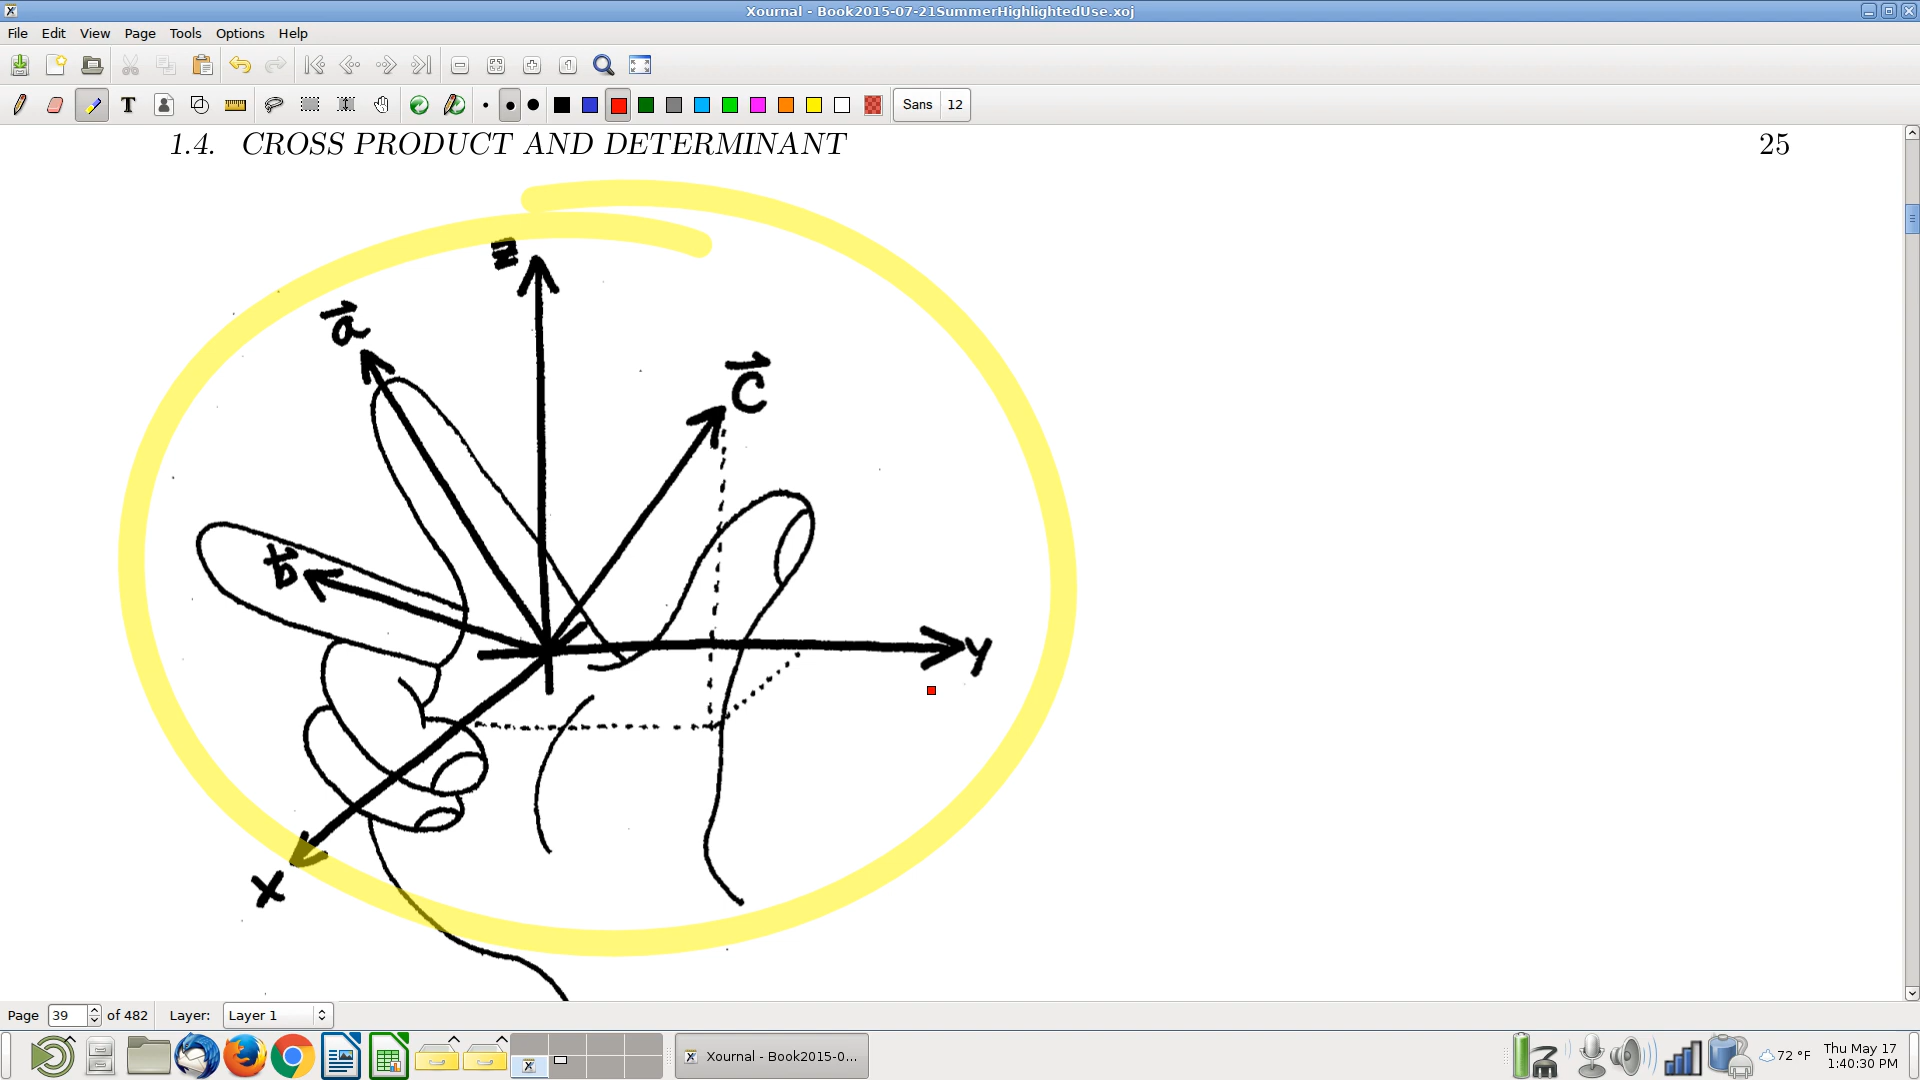 Xournal - Book2015-07-21SummerHighlightedUse.xoj
File Edit View Page Tools Options Help
T Sans 12
1.4. CROSS PRODUCT AND DETERMINANT 25
z
a
c
b
y
x
Page 39 of 482 Layer: Layer 1
Xournal - Book2015-0...
72 °F
Thu May 17
1:40:30 PM